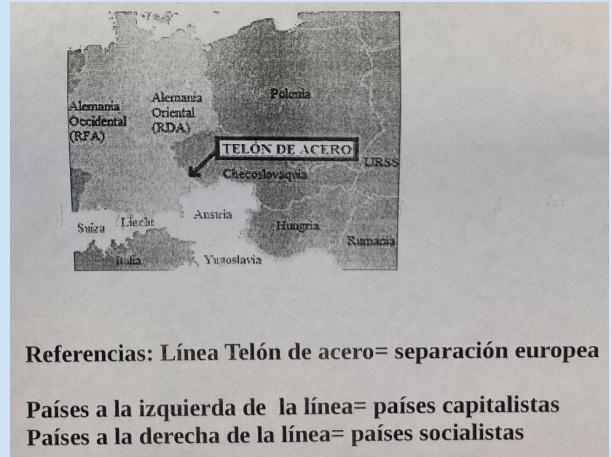 Alemania
Occidental
(RFA)
Alemania
Oriental
(RDA)
Polonia
TELÓN DE ACERO
URSS
Checoslovaquia
Suiza
Liecht
Austria
Hungria
Rumania
Italia
Yugoslavia
Referencias: Línea Telón de acero= separación europea
Países a la izquierda de la línea= países capitalistas
Países a la derecha de la línea= países socialistas